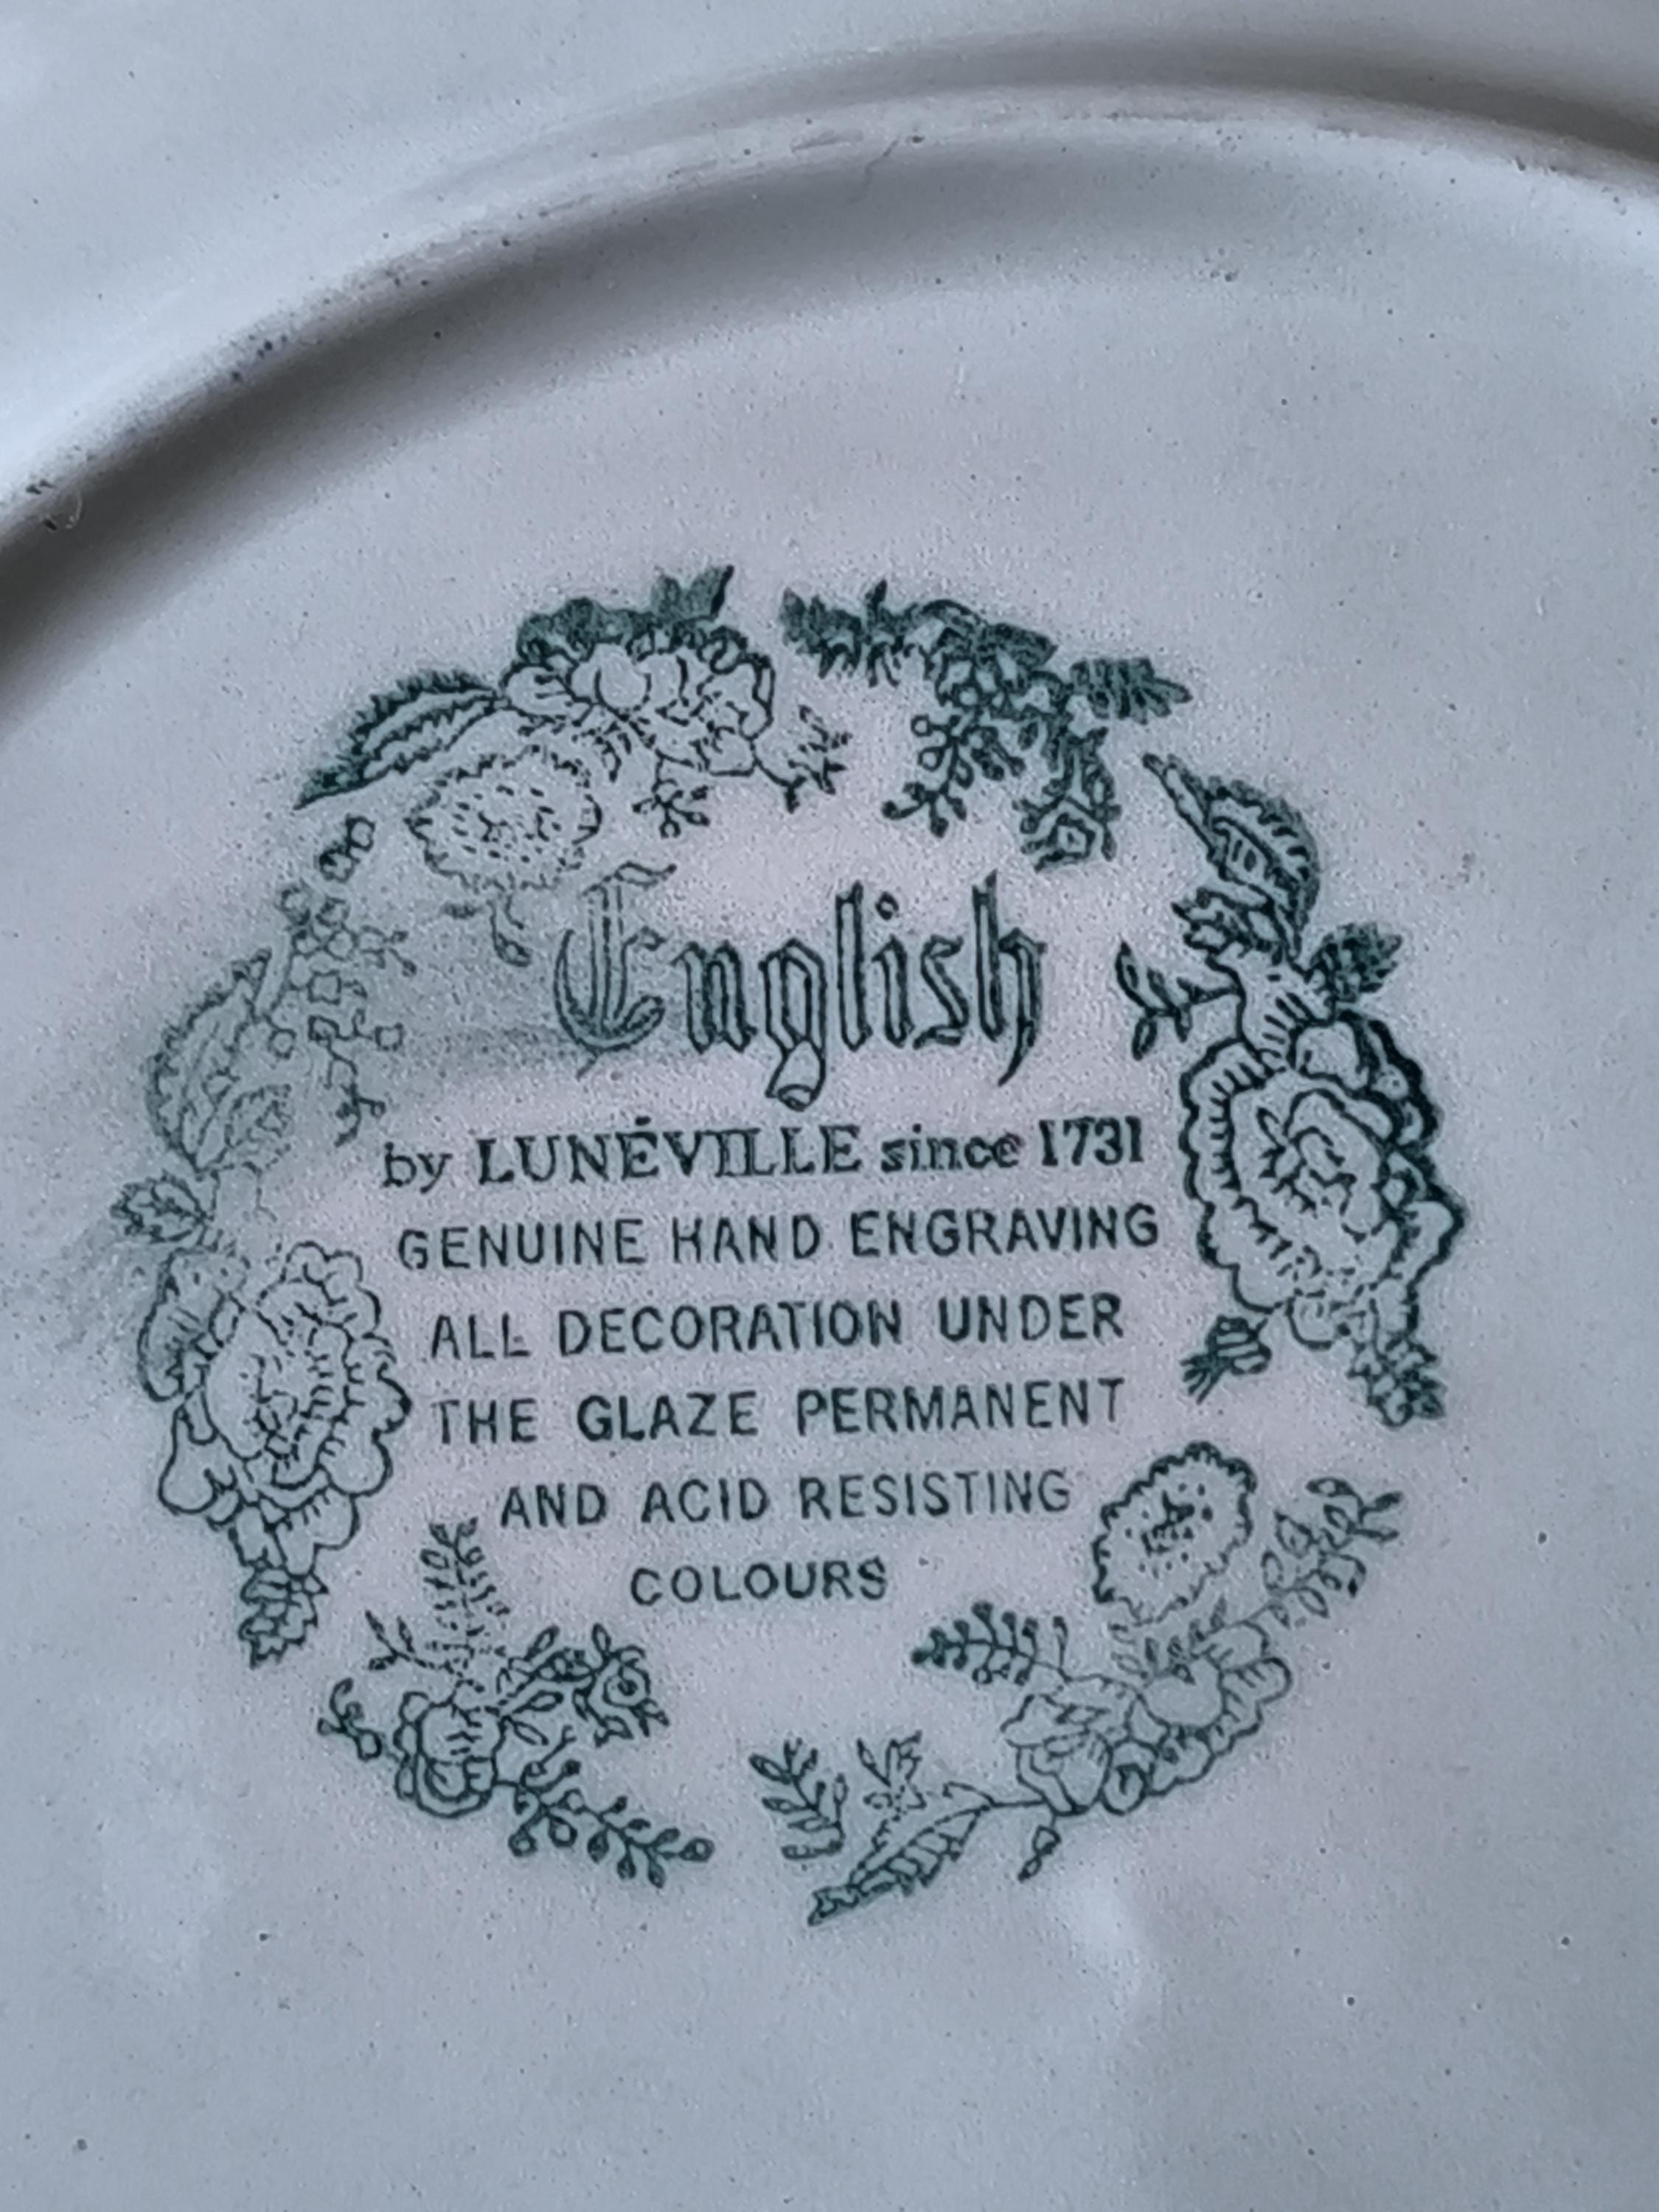 English
by LUNÉVILLE since 1731
GENUINE HAND ENGRAVING
ALL DECORATION UNDER
THE GLAZE PERMANENT
AND ACID RESISTING
COLOURS